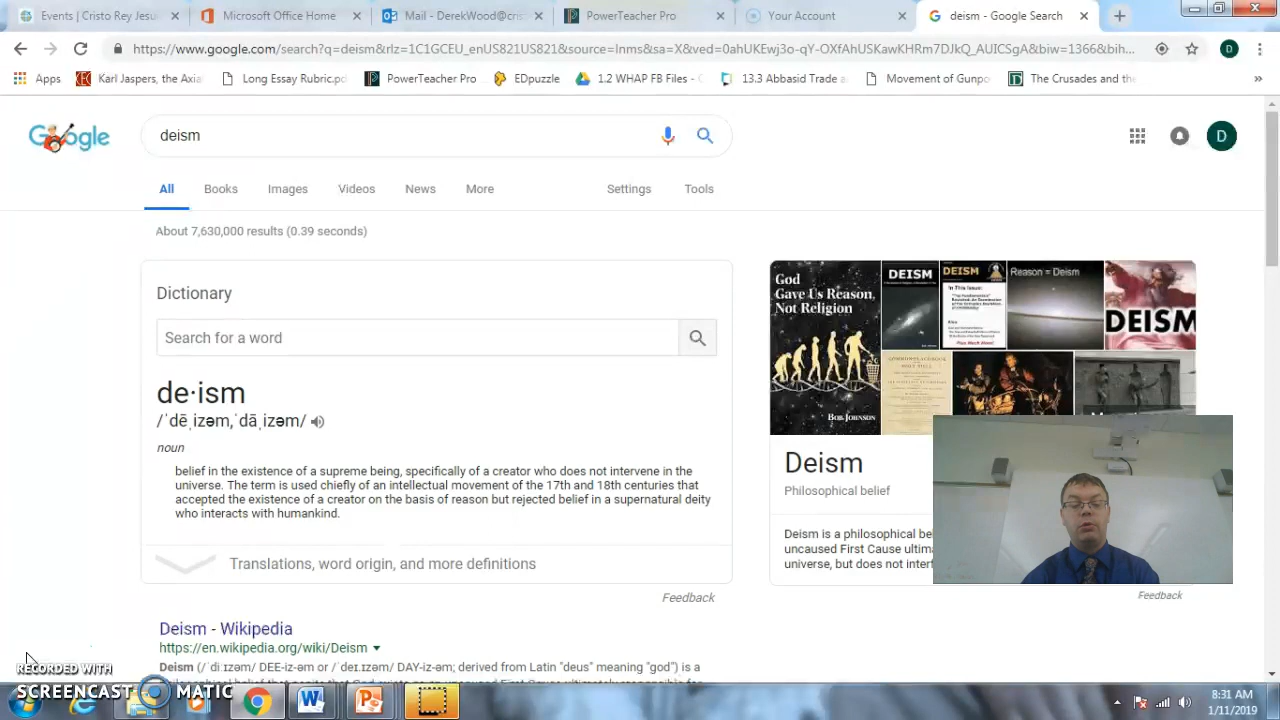 Events | Cristo Rey Jesu
Microsoft Office Home
Mail - DerekWood@cris
PowerTeacher Pro
Your Account
deism - Google Search
https://www.google.com/search?q=deism&rlz=1C1GCEU_enUS821US821&source=lnms&sa=X&ved=0ahUKEwj3o-qY-OXfAhUSKawKHRm7DJkQ_AUICSgA&biw=1366&bih...
D
Apps
Karl Jaspers, the Axia
Long Essay Rubric.pd
PowerTeacher Pro
EDpuzzle
1.2 WHAP FB Files - G
13.3 Abbasid Trade a
Movement of Gunpo
The Crusades and the
»
Google
deism
D
All
Books
Images
Videos
News
More
Settings
Tools
About 7,630,000 results (0.39 seconds)
Dictionary
Search for a word
de·ism
/ˈdēˌizəm,ˈdāˌizəm/
noun
belief in the existence of a supreme being, specifically of a creator who does not intervene in the
universe. The term is used chiefly of an intellectual movement of the 17th and 18th centuries that
accepted the existence of a creator on the basis of reason but rejected belief in a supernatural deity
who interacts with humankind.
Translations, word origin, and more definitions
Feedback
Deism - Wikipedia
https://en.wikipedia.org/wiki/Deism
Deism (/ˈdiːɪzəm/ DEE-iz-əm or /ˈdeɪ.ɪzəm/ DAY-iz-əm; derived from Latin "deus" meaning "god") is a
God
Gave Us Reason,
Not Religion
BOB JOHNSON
DEISM
DEISM
In This Issue:
Reason = Deism
DEISM
Deism
Philosophical belief
Deism is a philosophical be
uncaused First Cause ultima
universe, but does not interf
Feedback
RECORDED WITH
SCREENCAST MATIC
8:31 AM
1/11/2019